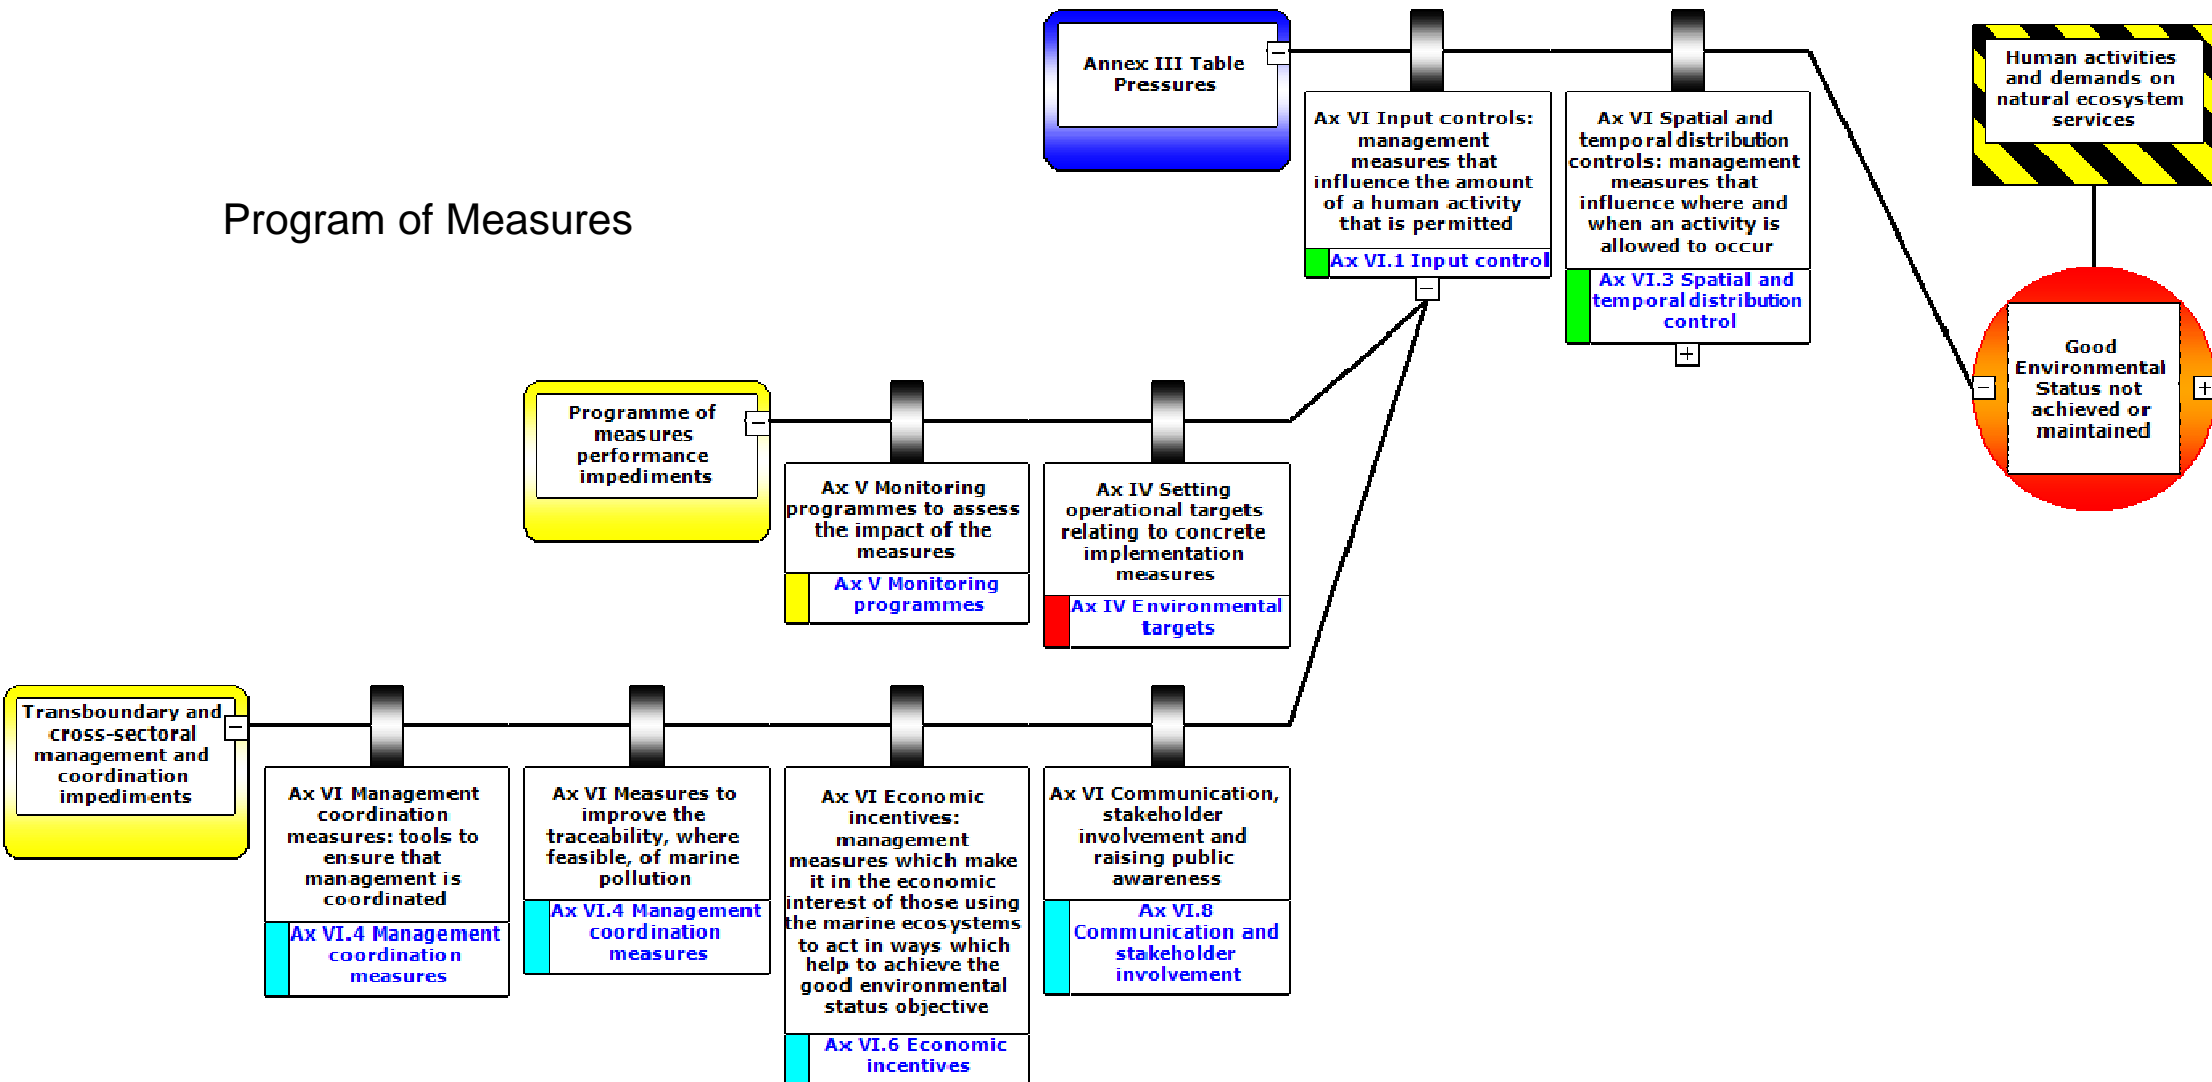 Program of Measures
Annex III Table
Pressures
Ax VI Input controls:
management
measures that
influence the amount
of a human activity
that is permitted
Ax VI.1 Input control
Ax VI Spatial and
temporal distribution
controls: management
measures that
influence where and
when an activity is
allowed to occur
Ax VI.3 Spatial and
temporal distribution
control
Human activities
and demands on
natural ecosystem
services
Good
Environmental
Status not
achieved or
maintained
Programme of
measures
performance
impediments
Ax V Monitoring
programmes to assess
the impact of the
measures
Ax V Monitoring
programmes
Ax IV Setting
operational targets
relating to concrete
implementation
measures
Ax IV Environmental
targets
Transboundary and
cross-sectoral
management and
coordination
impediments
Ax VI Management
coordination
measures: tools to
ensure that
management is
coordinated
Ax VI.4 Management
coordination
measures
Ax VI Measures to
improve the
traceability, where
feasible, of marine
pollution
Ax VI.4 Management
coordination
measures
Ax VI Economic
incentives:
management
measures which make
it in the economic
interest of those using
the marine ecosystems
to act in ways which
help to achieve the
good environmental
status objective
Ax VI.6 Economic
incentives
Ax VI Communication,
stakeholder
involvement and
raising public
awareness
Ax VI.8
Communication and
stakeholder
involvement